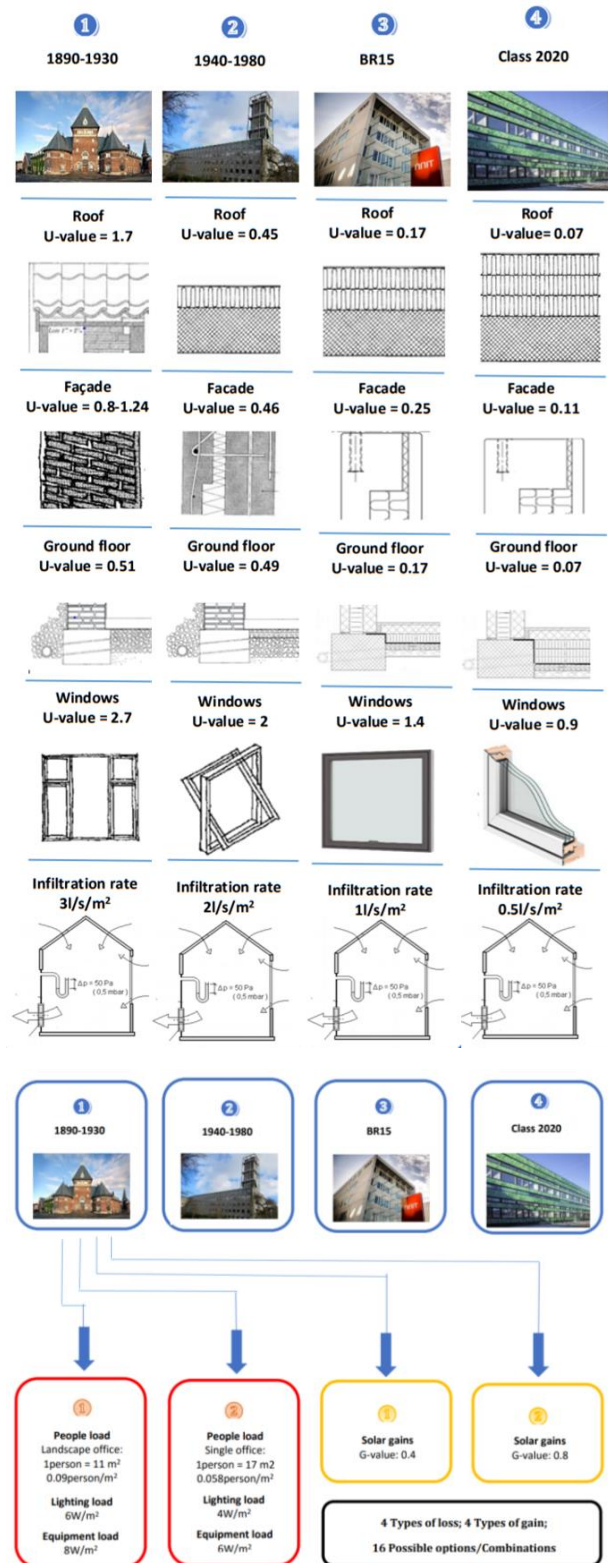 1 2 3 4
1890-1930 1940-1980 BR15 Class 2020
Roof Roof Roof Roof
U-value = 1.7 U-value = 0.45 U-value = 0.17 U-value= 0.07
Façade Facade Facade Facade
U-value = 0.8-1.24 U-value = 0.46 U-value = 0.25 U-value = 0.11
Ground floor Ground floor Ground floor Ground floor
U-value = 0.51 U-value = 0.49 U-value = 0.17 U-value = 0.07
Windows Windows Windows Windows
U-value = 2.7 U-value = 2 U-value = 1.4 U-value = 0.9
Infiltration rate Infiltration rate Infiltration rate Infiltration rate
3l/s/m² 2l/s/m² 1l/s/m² 0.5l/s/m²
Δp = 50 Pa Δp = 50 Pa Δp = 50 Pa Δp = 50 Pa
(0,5 mbar) (0,5 mbar) (0,5 mbar) (0,5 mbar)
1 2 3 4
1890-1930 1940-1980 BR15 Class 2020
1
People load
Landscape office:
1person = 11 m²
0.09person/m²
Lighting load
6W/m²
Equipment load
8W/m²
2
People load
Single office:
1person = 17 m2
0.058person/m²
Lighting load
4W/m²
Equipment load
6W/m²
1
Solar gains
G-value: 0.4
2
Solar gains
G-value: 0.8
4 Types of loss; 4 Types of gain;
16 Possible options/Combinations